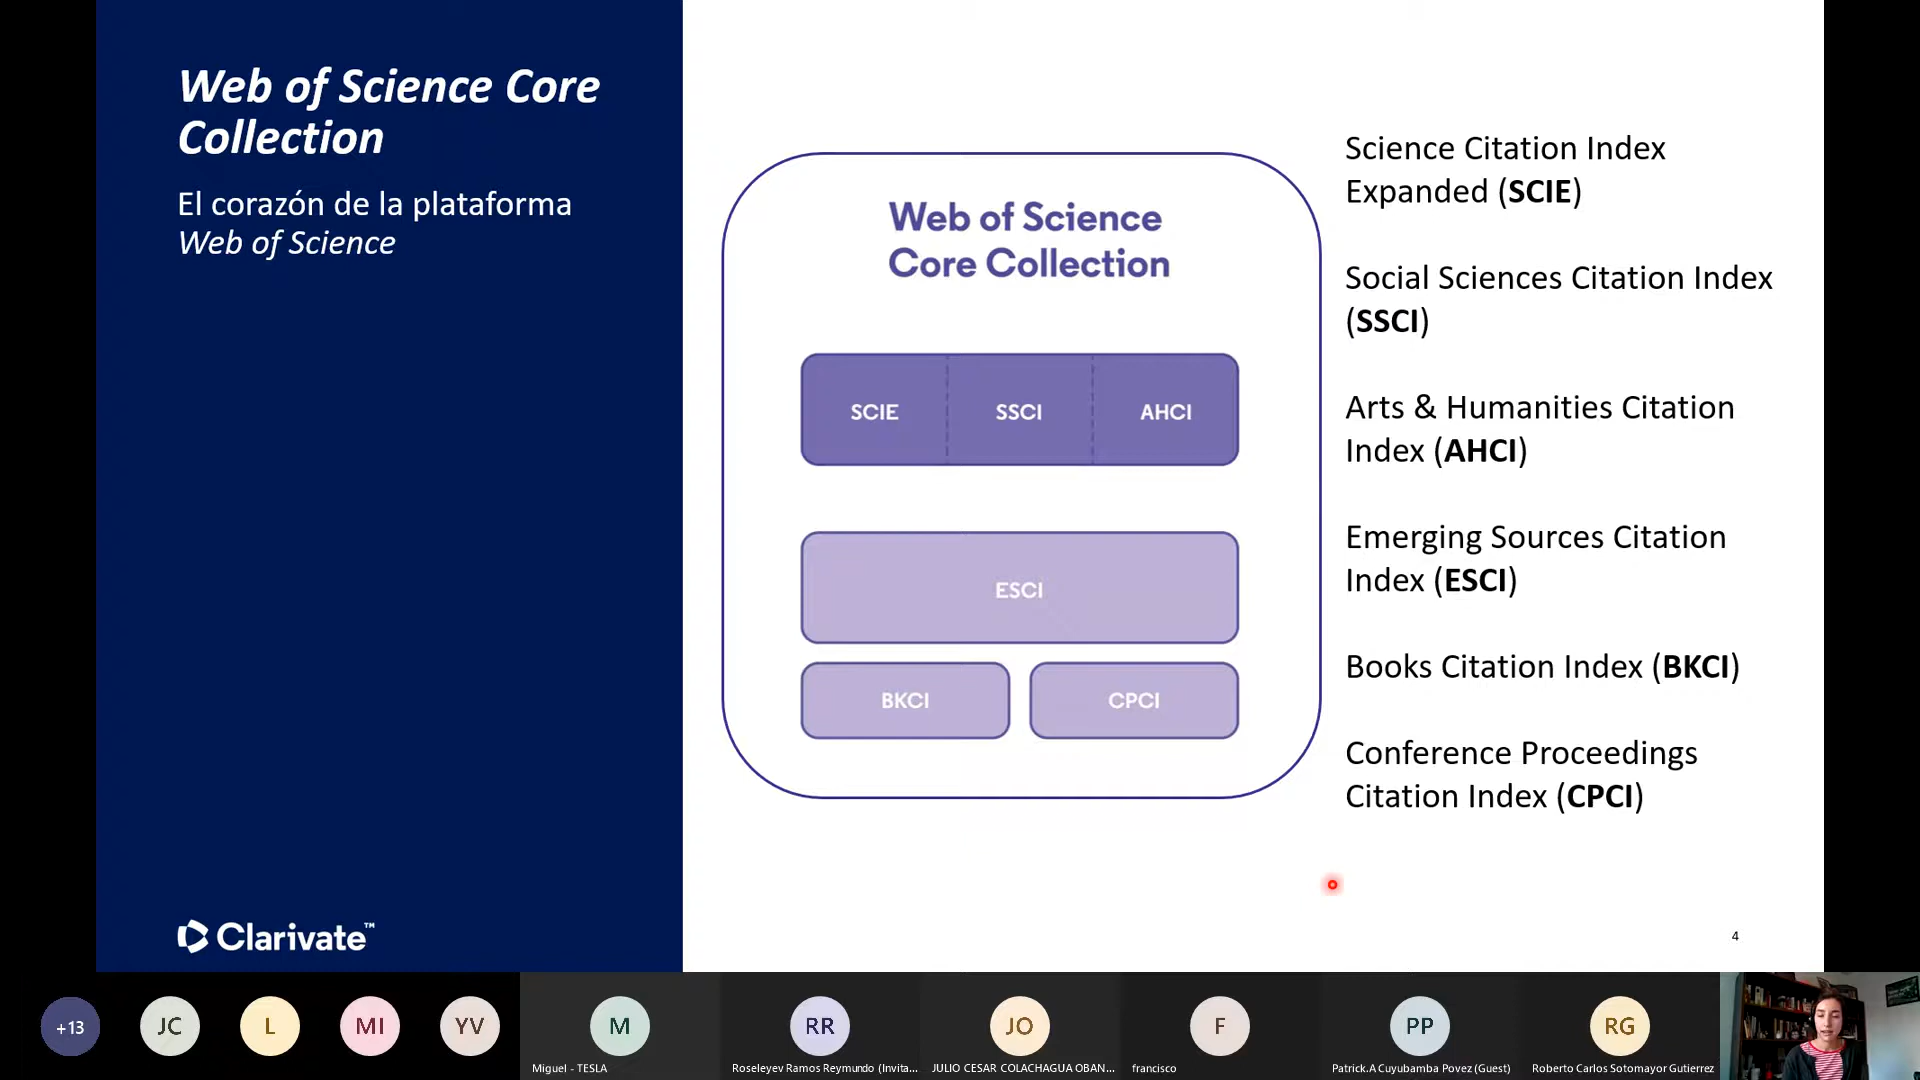 Web of Science Core
Collection
El corazón de la plataforma
Web of Science
Clarivate™
Web of Science
Core Collection
SCIE
SSCI
AHCI
ESCI
BKCI
CPCI
Science Citation Index
Expanded (SCIE)
Social Sciences Citation Index
(SSCI)
Arts & Humanities Citation
Index (AHCI)
Emerging Sources Citation
Index (ESCI)
Books Citation Index (BKCI)
Conference Proceedings
Citation Index (CPCI)
4
+13
JC
L
MI
YV
M
RR
JO
F
PP
RG
Miguel - TESLA
Roseleyev Ramos Reymundo (Invita...
JULIO CESAR COLACHAGUA OBAN...
francisco
Patrick.A Cuyubamba Povez (Guest)
Roberto Carlos Sotomayor Gutierrez